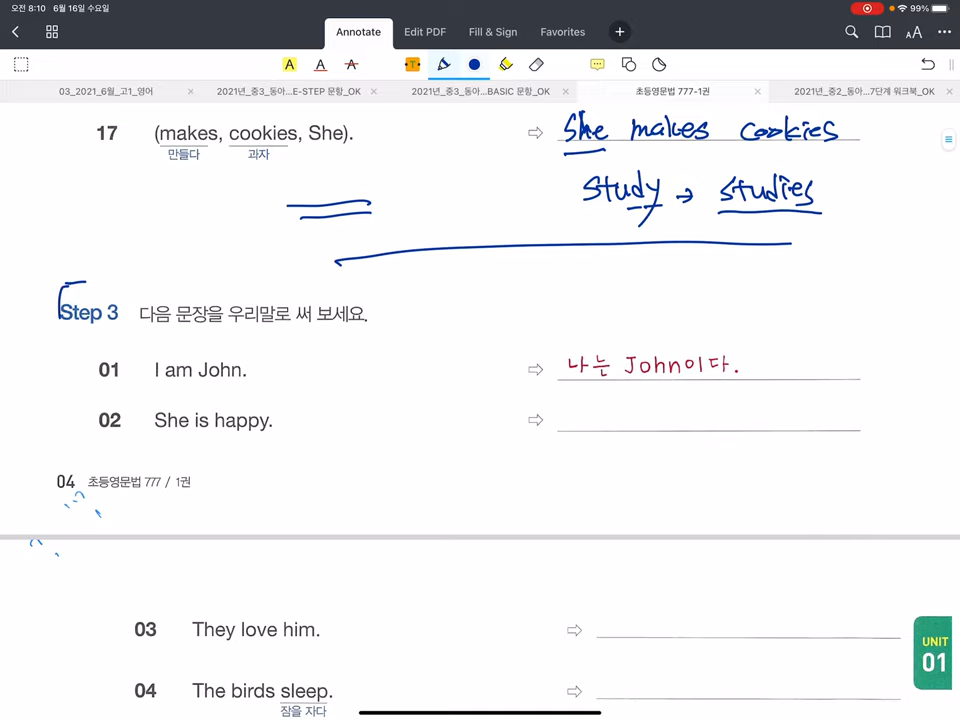 오전 8:10 6월 16일 수요일 99%
Annotate Edit PDF Fill & Sign Favorites
AA
A A A T
03_2021_6월_고1_영어 2021년_중3_동아...E-STEP 문항_OK 2021년_중3_동아...BASIC 문항_OK 초등영문법 777-1권 2021년_중2_동아...7단계 워크북_OK
17 (makes, cookies, She). ⇨ She makes cookies
만들다 과자
study → studies
Step 3 다음 문장을 우리말로 써 보세요.
01 I am John. ⇨ 나는 John이다.
02 She is happy. ⇨
04 초등영문법 777 / 1권
03 They love him. ⇨
UNIT
01
04 The birds sleep. ⇨
잠을 자다